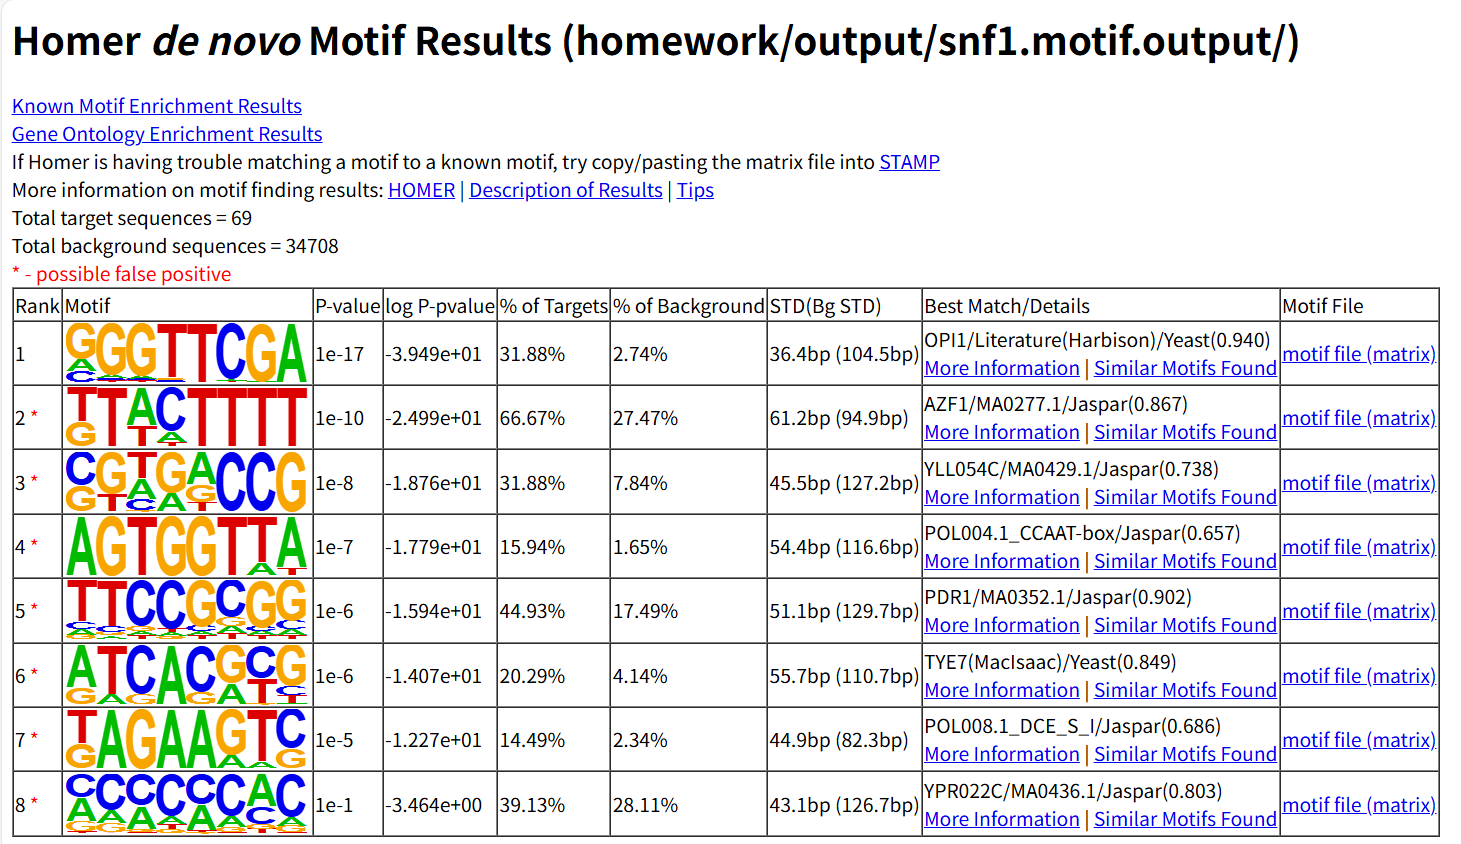 Homer de novo Motif Results (homework/output/snf1.motif.output/)
Known Motif Enrichment Results
Gene Ontology Enrichment Results
If Homer is having trouble matching a motif to a known motif, try copy/pasting the matrix file into STAMP
More information on motif finding results: HOMER | Description of Results | Tips
Total target sequences = 69
Total background sequences = 34708
* - possible false positive
Rank Motif P-value log P-pvalue % of Targets % of Background STD(Bg STD) Best Match/Details Motif File
1 GGGTTCGA 1e-17 -3.949e+01 31.88% 2.74% 36.4bp (104.5bp) OPI1/Literature(Harbison)/Yeast(0.940)
More Information | Similar Motifs Found motif file (matrix)
2 * TTACTTTT 1e-10 -2.499e+01 66.67% 27.47% 61.2bp (94.9bp) AZF1/MA0277.1/Jaspar(0.867)
More Information | Similar Motifs Found motif file (matrix)
3 * CGTGACCG 1e-8 -1.876e+01 31.88% 7.84% 45.5bp (127.2bp) YLL054C/MA0429.1/Jaspar(0.738)
More Information | Similar Motifs Found motif file (matrix)
4 * AGTGGTTA 1e-7 -1.779e+01 15.94% 1.65% 54.4bp (116.6bp) POL004.1_CCAAT-box/Jaspar(0.657)
More Information | Similar Motifs Found motif file (matrix)
5 * TTCCGCGG 1e-6 -1.594e+01 44.93% 17.49% 51.1bp (129.7bp) PDR1/MA0352.1/Jaspar(0.902)
More Information | Similar Motifs Found motif file (matrix)
6 * ATCACGCG 1e-6 -1.407e+01 20.29% 4.14% 55.7bp (110.7bp) TYE7(MacIsaac)/Yeast(0.849)
More Information | Similar Motifs Found motif file (matrix)
7 * TAGAAGTC 1e-5 -1.227e+01 14.49% 2.34% 44.9bp (82.3bp) POL008.1_DCE_S_I/Jaspar(0.686)
More Information | Similar Motifs Found motif file (matrix)
8 * CCCCCCAC 1e-1 -3.464e+00 39.13% 28.11% 43.1bp (126.7bp) YPR022C/MA0436.1/Jaspar(0.803)
More Information | Similar Motifs Found motif file (matrix)